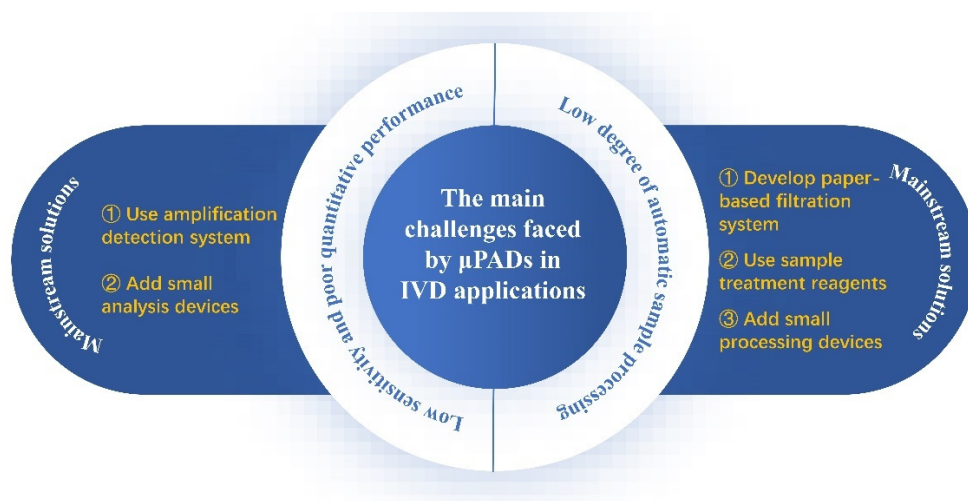 Mainstream solutions
① Use amplification
detection system
② Add small
analysis devices
Low sensitivity and poor quantitative performance
The main
challenges faced
by μPADs in
IVD applications
Low degree of automatic sample processing
① Develop paper-
based filtration
system
② Use sample
treatment reagents
③ Add small
processing devices
Mainstream solutions